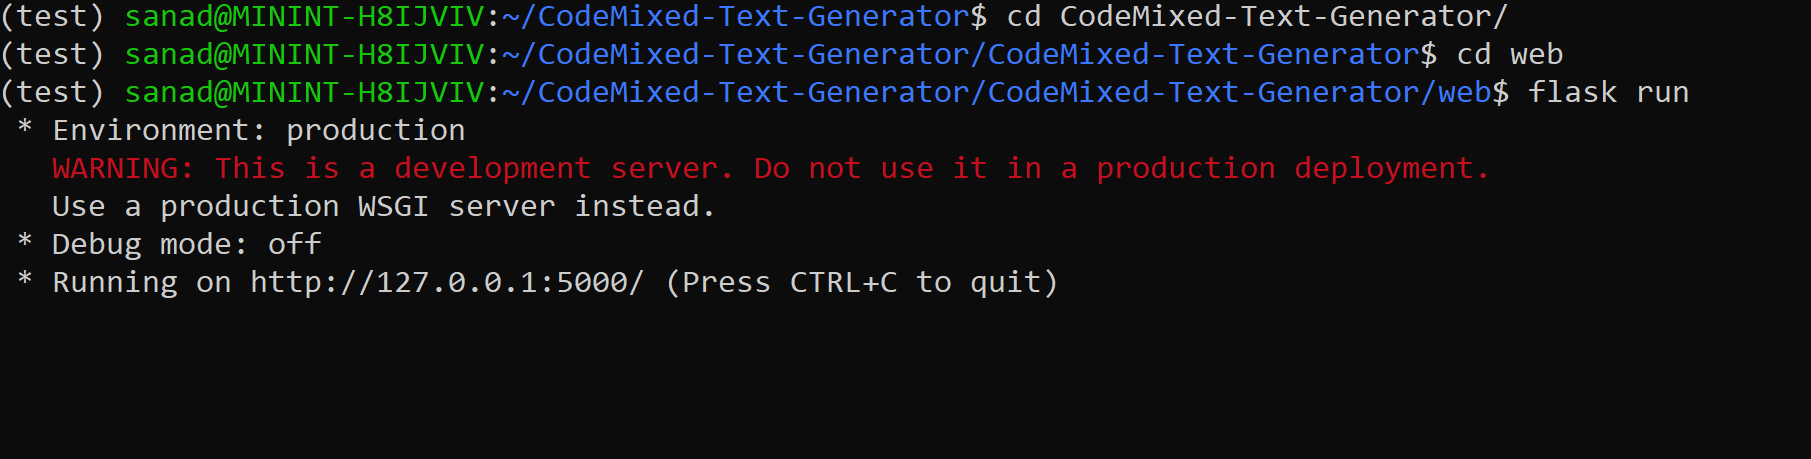 (test) sanad@MININT-H8IJVIV:~/CodeMixed-Text-Generator$ cd CodeMixed-Text-Generator/
(test) sanad@MININT-H8IJVIV:~/CodeMixed-Text-Generator/CodeMixed-Text-Generator$ cd web
(test) sanad@MININT-H8IJVIV:~/CodeMixed-Text-Generator/CodeMixed-Text-Generator/web$ flask run
 * Environment: production
   WARNING: This is a development server. Do not use it in a production deployment.
   Use a production WSGI server instead.
 * Debug mode: off
 * Running on http://127.0.0.1:5000/ (Press CTRL+C to quit)